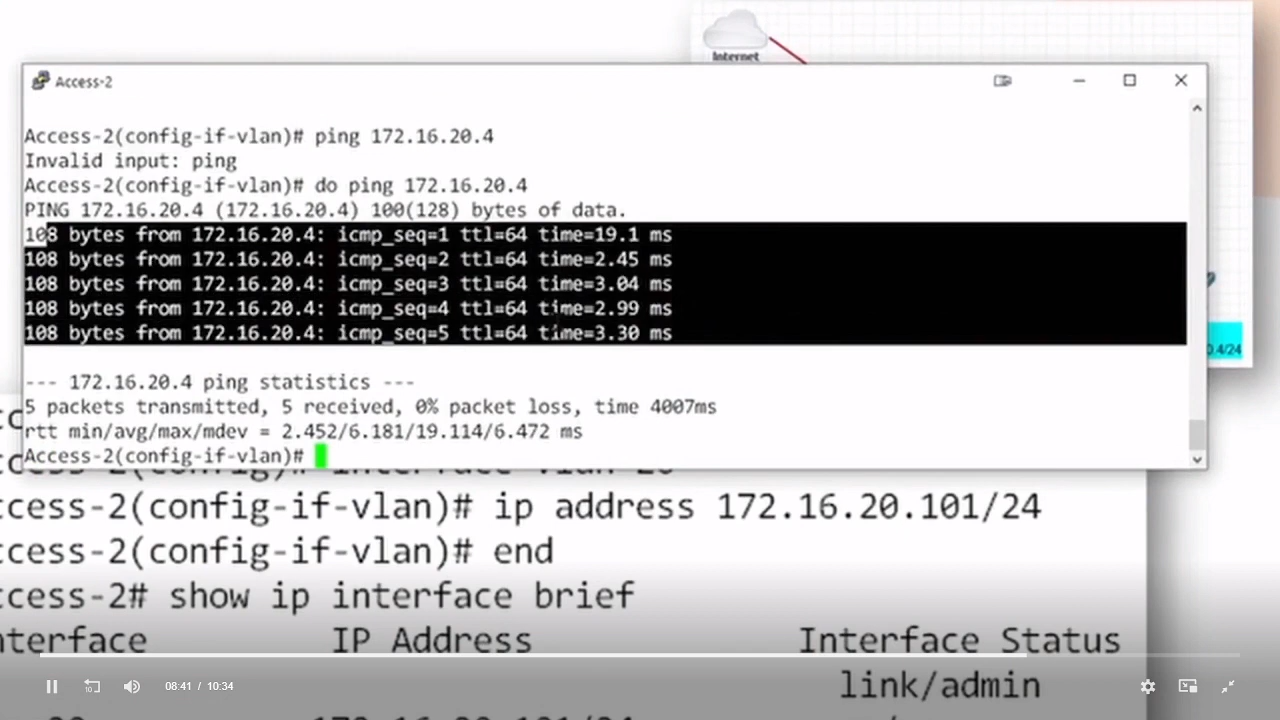 Internet
Access-2
Access-2(config-if-vlan)# ping 172.16.20.4
Invalid input: ping
Access-2(config-if-vlan)# do ping 172.16.20.4
PING 172.16.20.4 (172.16.20.4) 100(128) bytes of data.
108 bytes from 172.16.20.4: icmp_seq=1 ttl=64 time=19.1 ms
108 bytes from 172.16.20.4: icmp_seq=2 ttl=64 time=2.45 ms
108 bytes from 172.16.20.4: icmp_seq=3 ttl=64 time=3.04 ms
108 bytes from 172.16.20.4: icmp_seq=4 ttl=64 time=2.99 ms
108 bytes from 172.16.20.4: icmp_seq=5 ttl=64 time=3.30 ms
0.4/24
--- 172.16.20.4 ping statistics ---
5 packets transmitted, 5 received, 0% packet loss, time 4007ms
rtt min/avg/max/mdev = 2.452/6.181/19.114/6.472 ms
Access-2(config-if-vlan)#
ccess-2(config-if-vlan)# ip address 172.16.20.101/24
ccess-2(config-if-vlan)# end
ccess-2# show ip interface brief
nterface IP Address Interface Status
link/admin
08:41 / 10:34